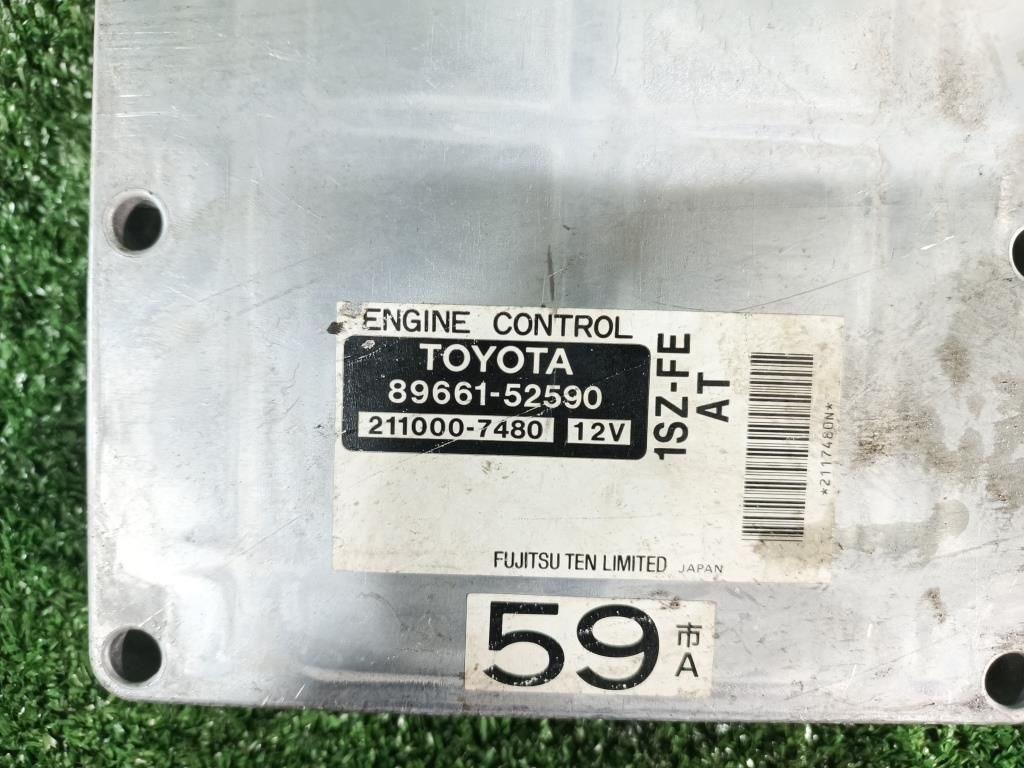 ENGINE CONTROL
TOYOTA
89661-52590
211000-7480 12V
1SZ-FE
AT
*2117480N*
FUJITSU TEN LIMITED JAPAN
59 市
A